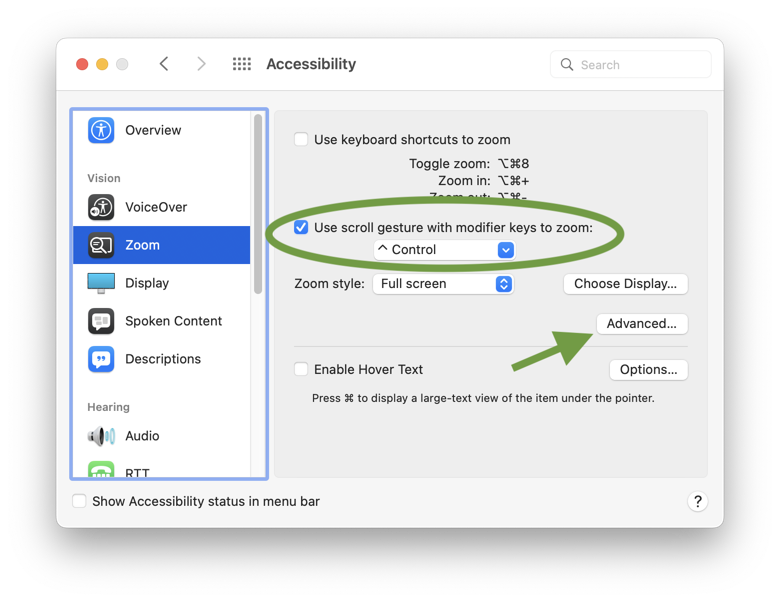 Accessibility
Search
Overview
Vision
VoiceOver
Zoom
Display
Spoken Content
Descriptions
Hearing
Audio
RTT
Use keyboard shortcuts to zoom
Toggle zoom: ⌥⌘8
Zoom in: ⌥⌘+
Zoom out: ⌥⌘-
Use scroll gesture with modifier keys to zoom:
^ Control
Zoom style: Full screen
Choose Display...
Advanced...
Enable Hover Text
Options...
Press ⌘ to display a large-text view of the item under the pointer.
Show Accessibility status in menu bar
?